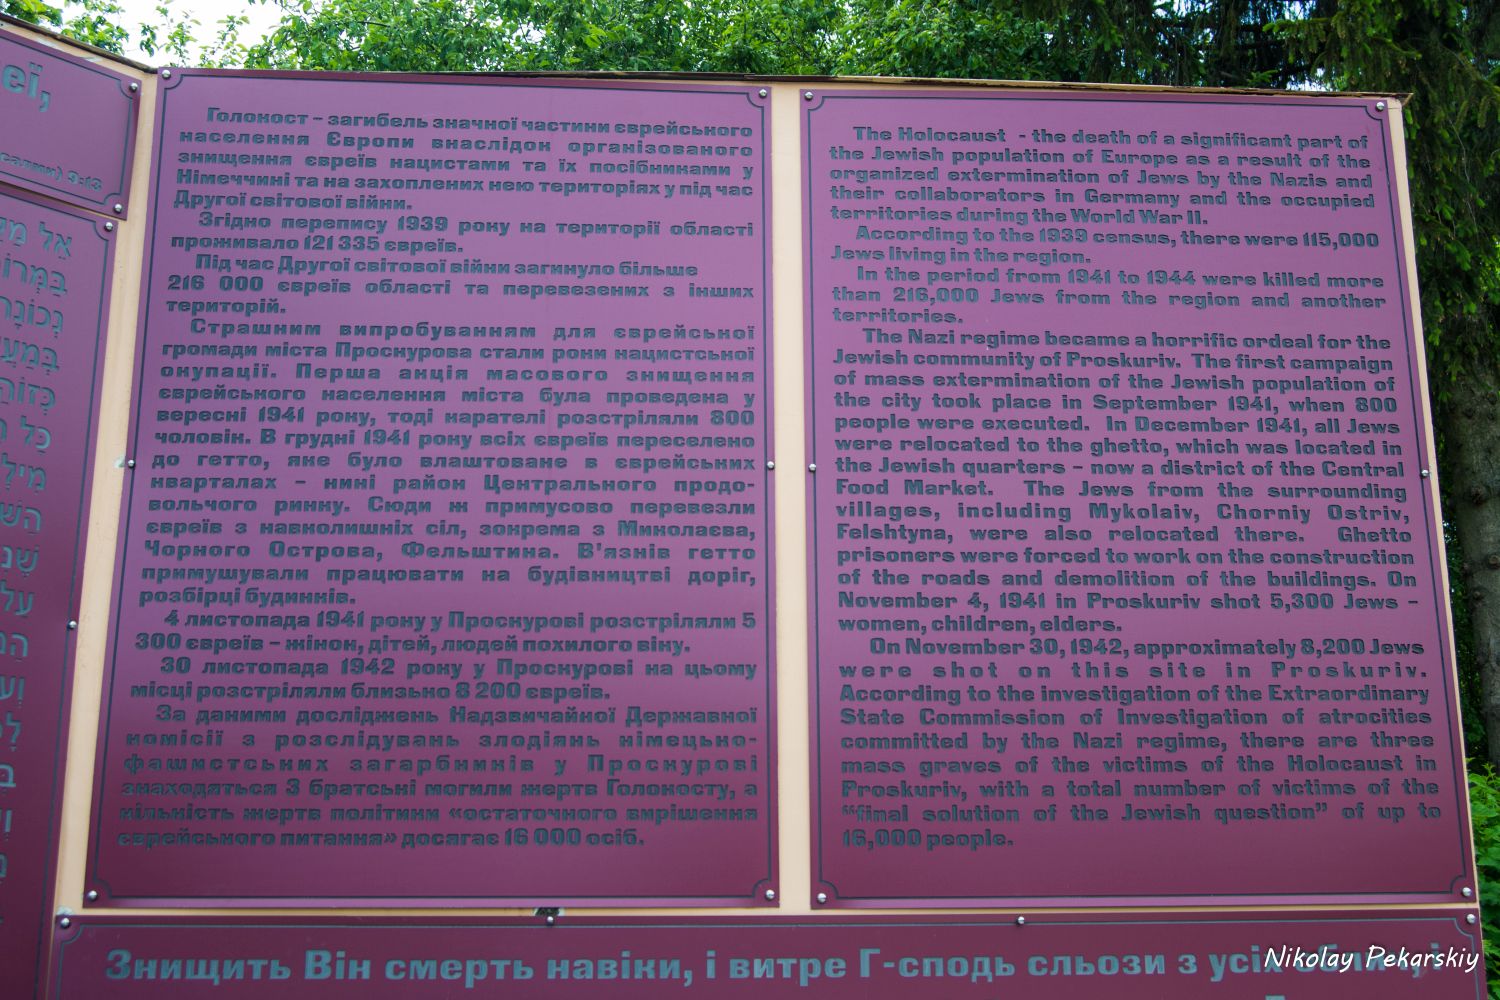 еї,
салми) 9:13
Голокост – загибель значної частини єврейського
населення Європи внаслідок організованого
знищення євреїв нацистами та їх посібниками у
Німеччині та на захоплених нею територіях у під час
Другої світової війни.
Згідно перепису 1939 року на території області
проживало 121 335 євреїв.
Під час Другої світової війни загинуло більше
216 000 євреїв області та перевезених з інших
територій.
Страшним випробуванням для єврейської
громади міста Проскурова стали роки нацистської
окупації. Перша акція масового знищення
єврейського населення міста була проведена у
вересні 1941 року, тоді карателі розстріляли 800
чоловік. В грудні 1941 року всіх євреїв переселено
до гетто, яке було влаштоване в єврейських
кварталах – нині район Центрального продо-
вольчого ринку. Сюди ж примусово перевезли
євреїв з навколишніх сіл, зокрема з Миколаєва,
Чорного Острова, Фельштина. В'язнів гетто
примушували працювати на будівництві доріг,
розбірці будинків.
4 листопада 1941 року у Проскурові розстріляли 5
300 євреїв – жінок, дітей, людей похилого віку.
30 листопада 1942 року у Проскурові на цьому
місці розстріляли близько 8 200 євреїв.
За даними досліджень Надзвичайної Державної
комісії з розслідувань злодіянь німецько-
фашистських загарбників у Проскурові
знаходяться 3 братські могили жертв Голокосту, а
кількість жертв політики «остаточного вирішення
єврейського питання» досягає 16 000 осіб.
The Holocaust - the death of a significant part of
the Jewish population of Europe as a result of the
organized extermination of Jews by the Nazis and
their collaborators in Germany and the occupied
territories during the World War II.
According to the 1939 census, there were 115,000
Jews living in the region.
In the period from 1941 to 1944 were killed more
than 216,000 Jews from the region and another
territories.
The Nazi regime became a horrific ordeal for the
Jewish community of Proskuriv. The first campaign
of mass extermination of the Jewish population of
the city took place in September 1941, when 800
people were executed. In December 1941, all Jews
were relocated to the ghetto, which was located in
the Jewish quarters – now a district of the Central
Food Market. The Jews from the surrounding
villages, including Mykolaiv, Chorniy Ostriv,
Felshtyna, were also relocated there. Ghetto
prisoners were forced to work on the construction
of the roads and demolition of the buildings. On
November 4, 1941 in Proskuriv shot 5,300 Jews –
women, children, elders.
On November 30, 1942, approximately 8,200 Jews
were shot on this site in Proskuriv.
According to the investigation of the Extraordinary
State Commission of Investigation of atrocities
committed by the Nazi regime, there are three
mass graves of the victims of the Holocaust in
Proskuriv, with a total number of victims of the
“final solution of the Jewish question” of up to
16,000 people.
Знищить Він смерть навіки, і витре Г-сподь сльози з усіх
Nikolay Pekarskiy